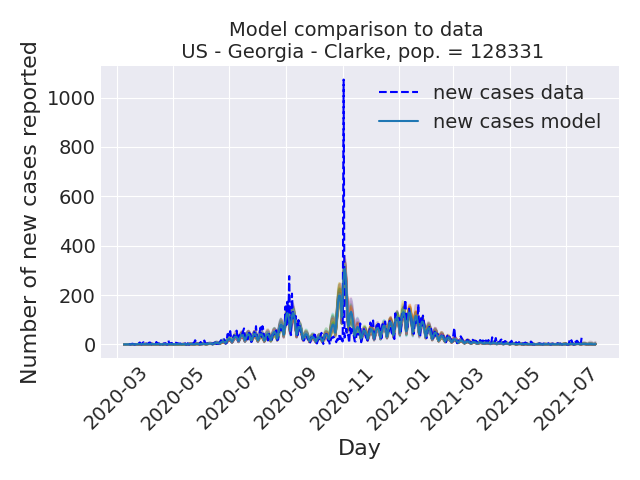 Model comparison to data
US - Georgia - Clarke, pop. = 128331
Number of new cases reported
1000
800
600
400
200
0
new cases data
new cases model
2020-03
2020-05
2020-07
2020-09
2020-11
2021-01
2021-03
2021-05
2021-07
Day